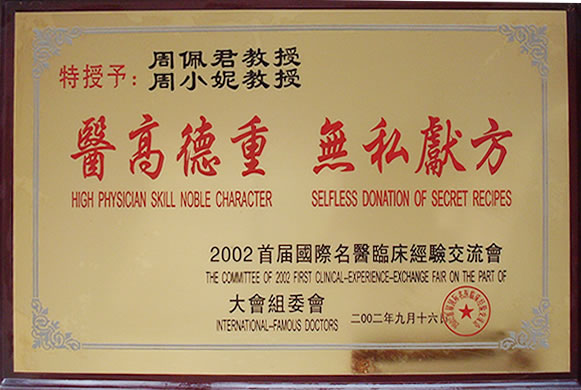 特授予：周佩君教授
周小妮教授
醫高德重 無私獻方
HIGH PHYSICIAN SKILL NOBLE CHARACTER SELFLESS DONATION OF SECRET RECIPES
2002首届國際名醫臨床經驗交流會
THE COMMITTEE OF 2002 FIRST CLINICAL-EXPERIENCE-EXCHANGE FAIR ON THE PART OF
大會組委會
INTERNATIONAL-FAMOUS DOCTORS 二00二年九月十六日